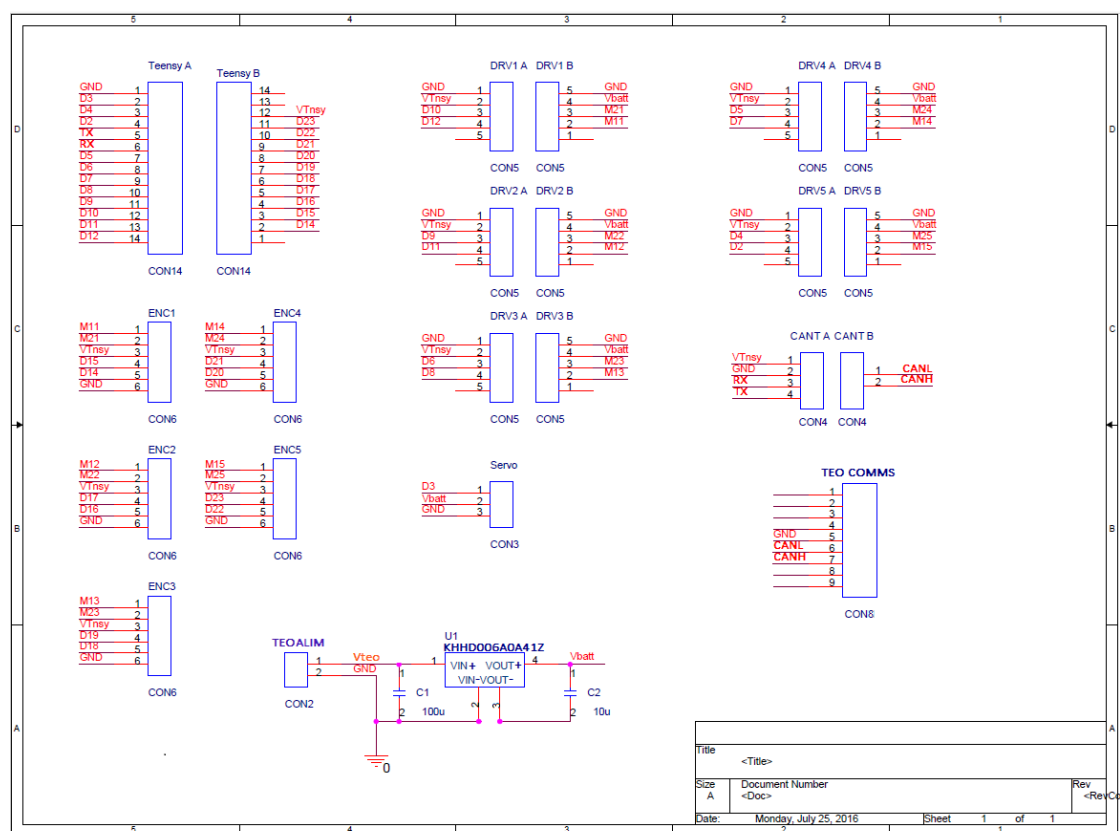 5 4 3 2 1
D D
C C
B B
A A
Teensy A
GND 1
D3 2
D4 3
D2 4
TX 5
RX 6
D5 7
D6 8
D7 9
D8 10
D9 11
D10 12
D11 13
D12 14
CON14
Teensy B
14
13
12 VTnsy
11 D23
10 D22
9 D21
8 D20
7 D19
6 D18
5 D17
4 D16
3 D15
2 D14
1
CON14
DRV1 A DRV1 B
GND 1 5 GND
VTnsy 2 4 Vbatt
D10 3 3 M21
D12 4 2 M11
5 1
CON5 CON5
DRV4 A DRV4 B
GND 1 5 GND
VTnsy 2 4 Vbatt
D5 3 3 M24
D7 4 2 M14
5 1
CON5 CON5
DRV2 A DRV2 B
GND 1 5 GND
VTnsy 2 4 Vbatt
D9 3 3 M22
D11 4 2 M12
5 1
CON5 CON5
DRV5 A DRV5 B
GND 1 5 GND
VTnsy 2 4 Vbatt
D4 3 3 M25
D2 4 2 M15
5 1
CON5 CON5
DRV3 A DRV3 B
GND 1 5 GND
VTnsy 2 4 Vbatt
D6 3 3 M23
D8 4 2 M13
5 1
CON5 CON5
ENC1
M11 1
M21 2
VTnsy 3
D15 4
D14 5
GND 6
CON6
ENC4
M14 1
M24 2
VTnsy 3
D21 4
D20 5
GND 6
CON6
CANT A CANT B
VTnsy 1
GND 2 1 CANL
RX 3 2 CANH
TX 4
CON4 CON4
ENC2
M12 1
M22 2
VTnsy 3
D17 4
D16 5
GND 6
CON6
ENC5
M15 1
M25 2
VTnsy 3
D23 4
D22 5
GND 6
CON6
Servo
D3 1
Vbatt 2
GND 3
CON3
TEO COMMS
1
2
3
4
GND 5
CANL 6
CANH 7
8
9
CON8
ENC3
M13 1
M23 2
VTnsy 3
D19 4
D18 5
GND 6
CON6
TEOALIM
1 Vteo
2 GND
CON2
U1
KHHD006A0A41Z
1 VIN+ VOUT+ 4 Vbatt
VIN- VOUT-
2 3
1
C1
2 100u
1
C2
2 10u
0
Title
<Title>
Size Document Number Rev
A <Doc> <RevCo
Date: Monday, July 25, 2016 Sheet 1 of 1
5 4 3 2 1